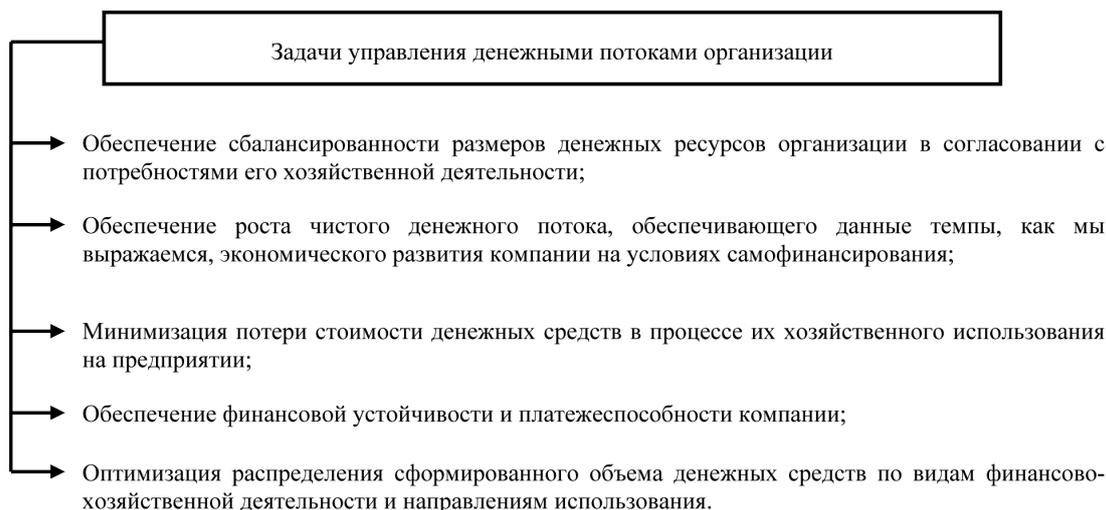 Задачи управления денежными потоками организации
Обеспечение сбалансированности размеров денежных ресурсов организации в согласовании с
потребностями его хозяйственной деятельности;
Обеспечение роста чистого денежного потока, обеспечивающего данные темпы, как мы
выражаемся, экономического развития компании на условиях самофинансирования;
Минимизация потери стоимости денежных средств в процессе их хозяйственного использования
на предприятии;
Обеспечение финансовой устойчивости и платежеспособности компании;
Оптимизация распределения сформированного объема денежных средств по видам финансово-
хозяйственной деятельности и направлениям использования.